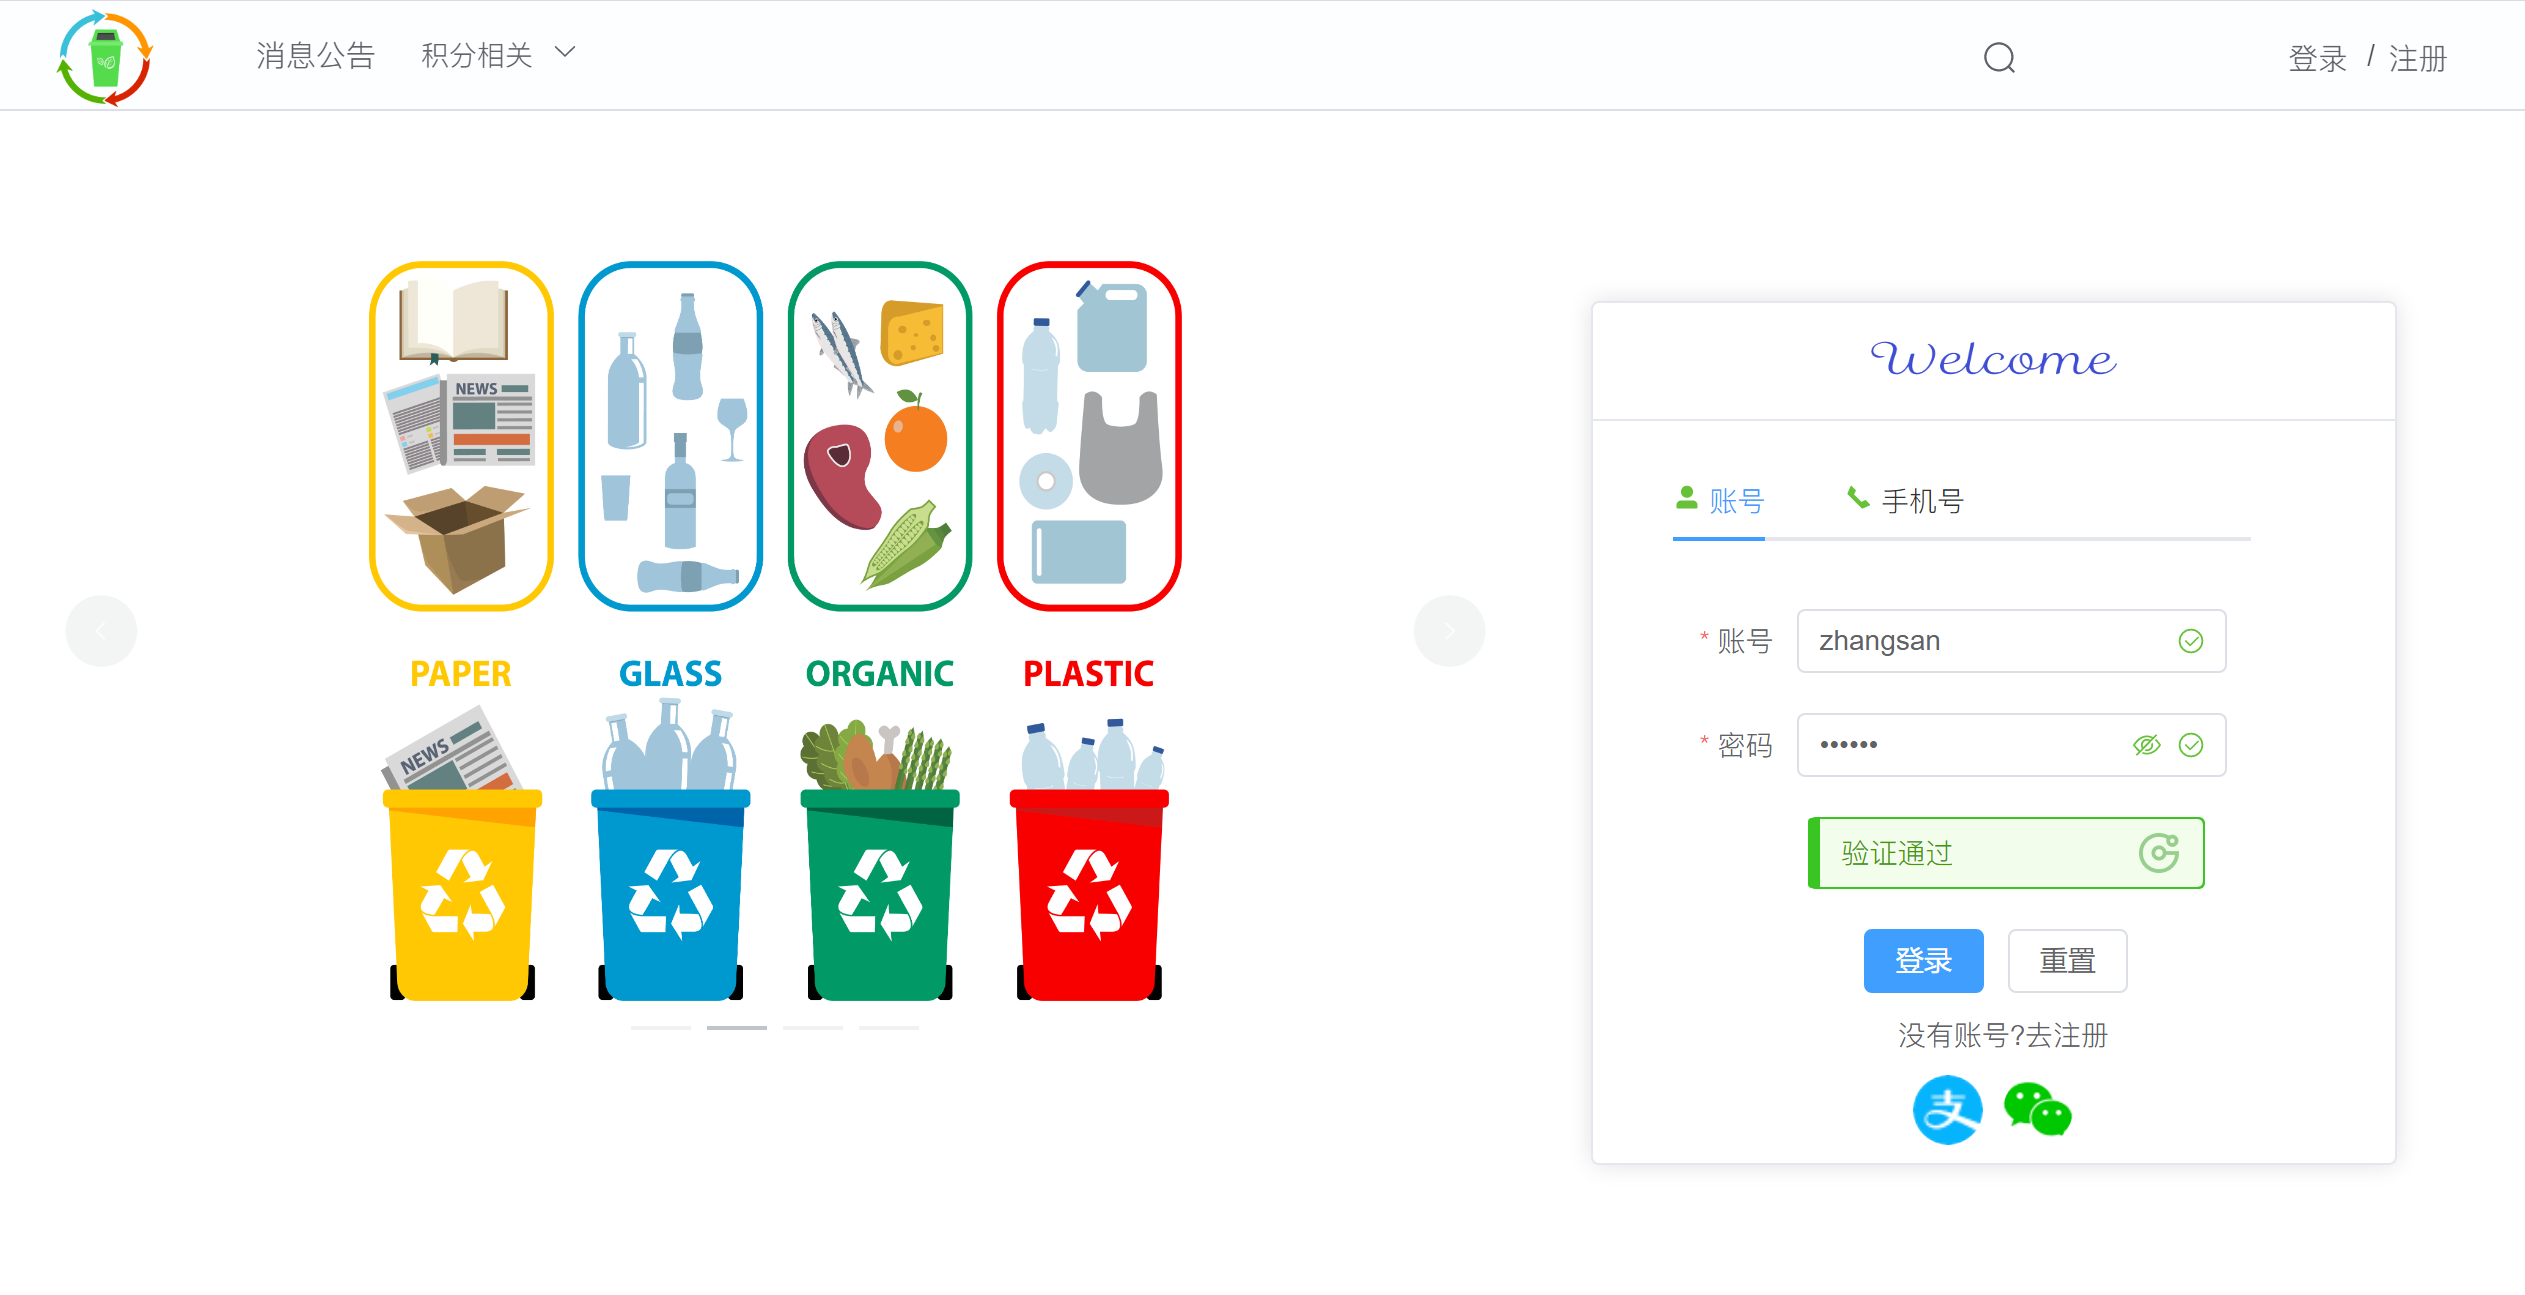 消息公告 积分相关
登录 / 注册
NEWS
PAPER GLASS ORGANIC PLASTIC
NEWS
Welcome
账号 手机号
* 账号 zhangsan
* 密码 ••••••
验证通过
登录 重置
没有账号?去注册
支